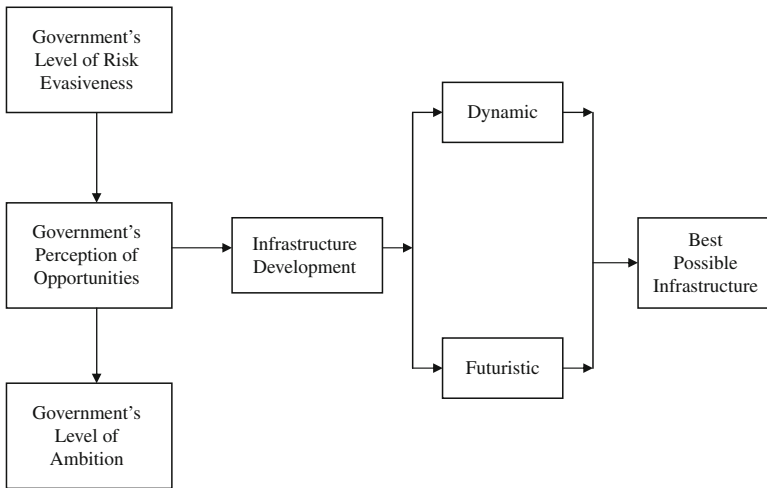 Government’s
Level of Risk
Evasiveness
Government’s
Perception of
Opportunities
Government’s
Level of
Ambition
Infrastructure
Development
Dynamic
Futuristic
Best
Possible
Infrastructure